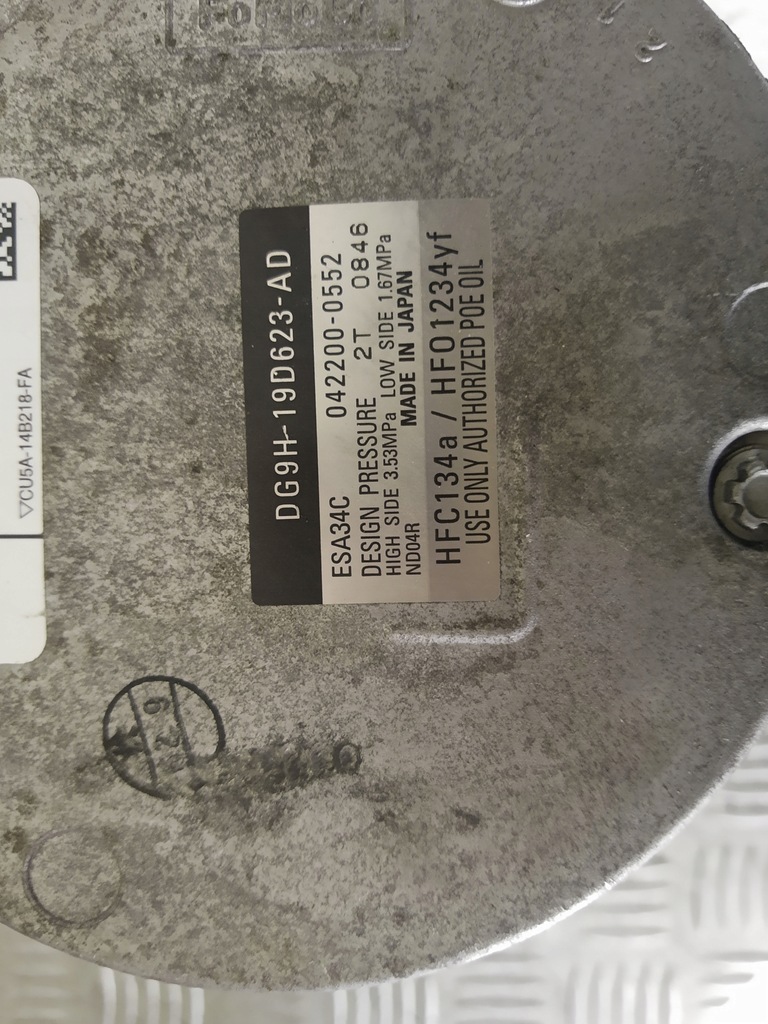 FoMoCo
▽CU5A-14B218-FA
DG9H-19D623-AD
ESA34C 042200-0552
DESIGN PRESSURE 2T 0846
HIGH SIDE 3.53MPa LOW SIDE 1.67MPa
ND04R MADE IN JAPAN
HFC134a / HFO1234yf
USE ONLY AUTHORIZED POE OIL